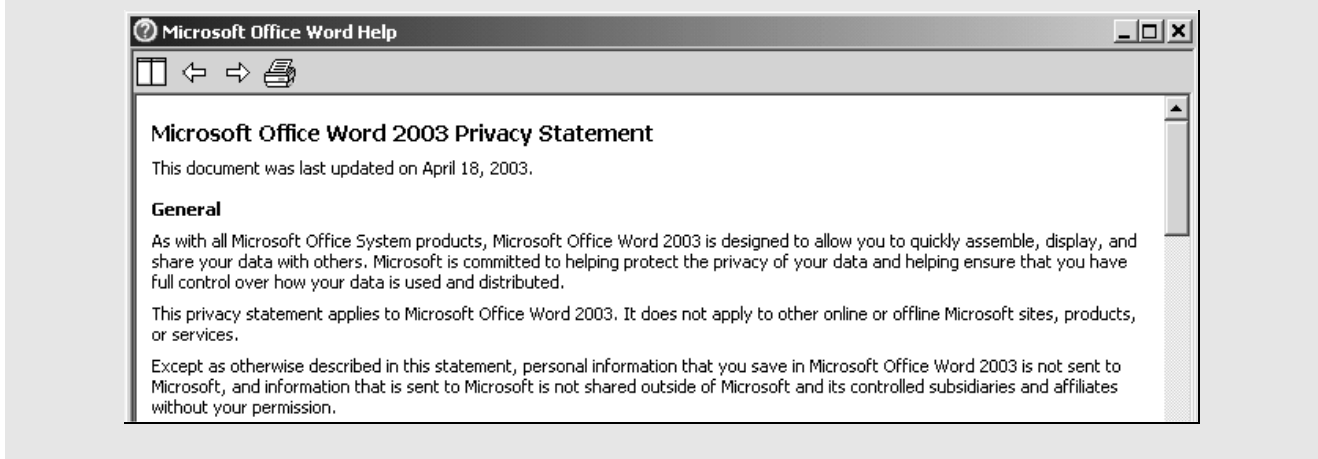 Microsoft Office Word Help
Microsoft Office Word 2003 Privacy Statement
This document was last updated on April 18, 2003.
General
As with all Microsoft Office System products, Microsoft Office Word 2003 is designed to allow you to quickly assemble, display, and
share your data with others. Microsoft is committed to helping protect the privacy of your data and helping ensure that you have
full control over how your data is used and distributed.
This privacy statement applies to Microsoft Office Word 2003. It does not apply to other online or offline Microsoft sites, products,
or services.
Except as otherwise described in this statement, personal information that you save in Microsoft Office Word 2003 is not sent to
Microsoft, and information that is sent to Microsoft is not shared outside of Microsoft and its controlled subsidiaries and affiliates
without your permission.